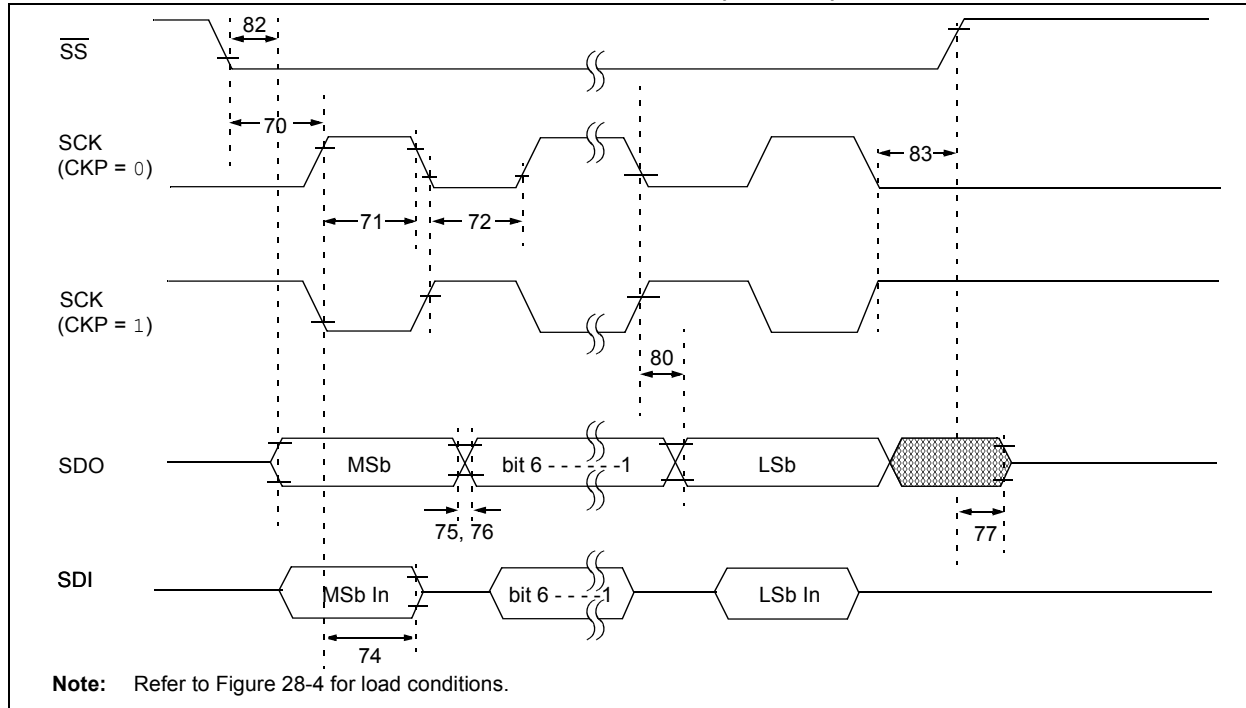 82
SS
70
SCK
(CKP = 0)
83
71
72
SCK
(CKP = 1)
80
SDO
MSb
bit 6 - - - - - -1
LSb
75, 76
77
SDI
MSb In
bit 6 - - - -1
LSb In
74
Note: Refer to Figure 28-4 for load conditions.